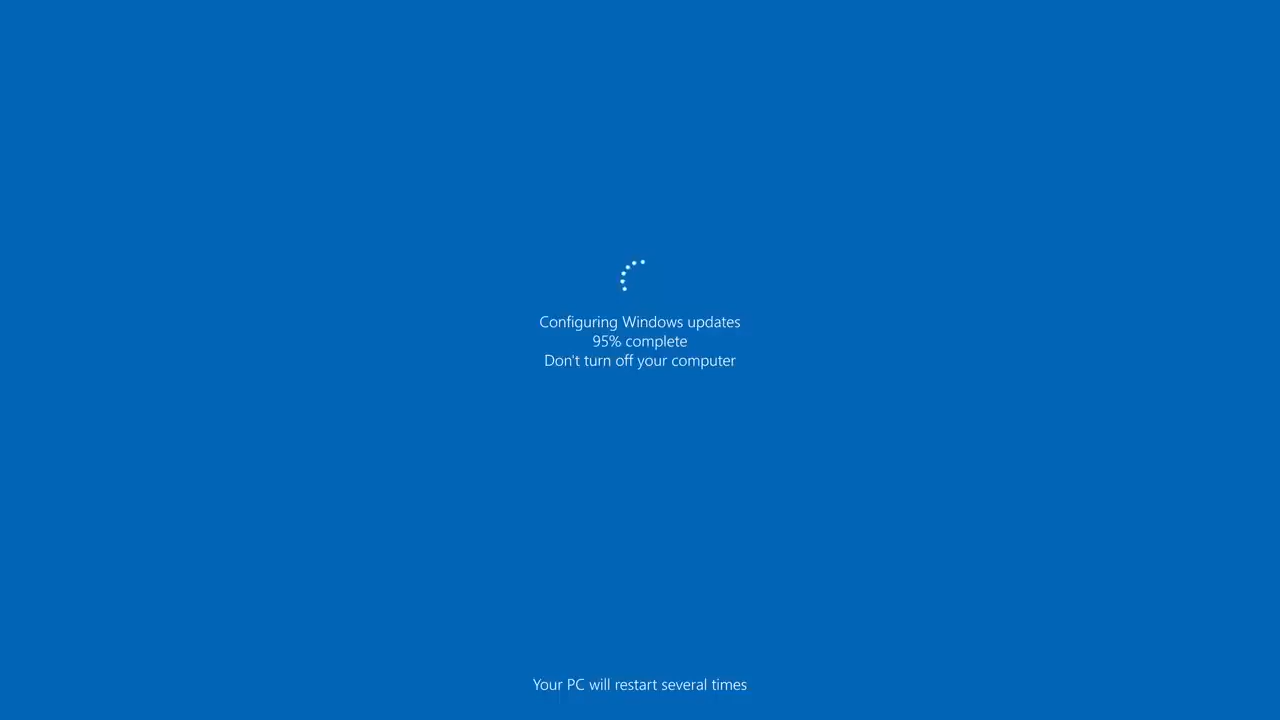 Configuring Windows updates
95% complete
Don't turn off your computer
Your PC will restart several times